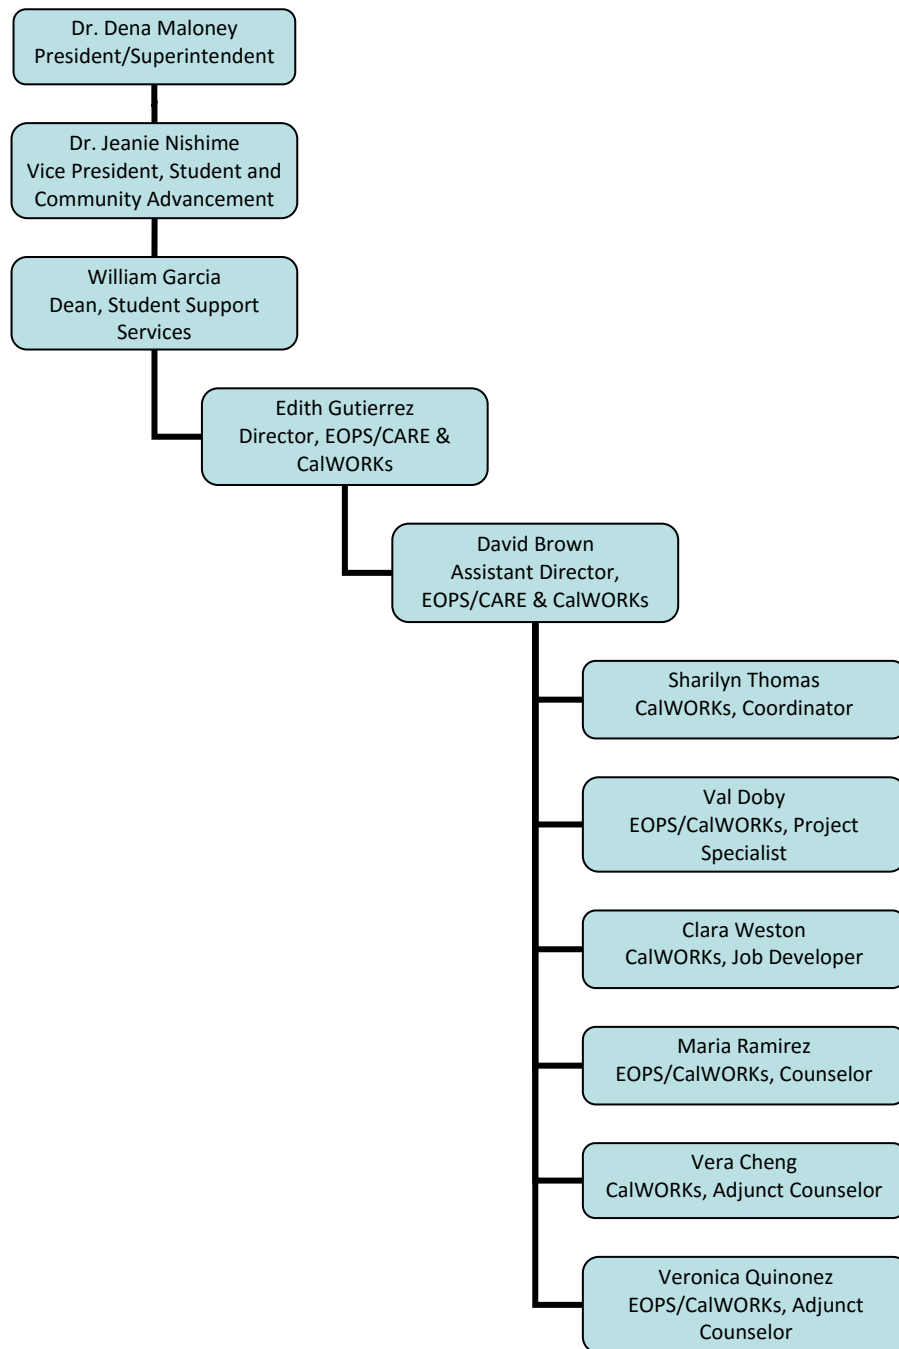 Dr. Dena Maloney
President/Superintendent
Dr. Jeanie Nishime
Vice President, Student and
Community Advancement
William Garcia
Dean, Student Support
Services
Edith Gutierrez
Director, EOPS/CARE &
CalWORKs
David Brown
Assistant Director,
EOPS/CARE & CalWORKs
Sharilyn Thomas
CalWORKs, Coordinator
Val Doby
EOPS/CalWORKs, Project
Specialist
Clara Weston
CalWORKs, Job Developer
Maria Ramirez
EOPS/CalWORKs, Counselor
Vera Cheng
CalWORKs, Adjunct Counselor
Veronica Quinonez
EOPS/CalWORKs, Adjunct
Counselor